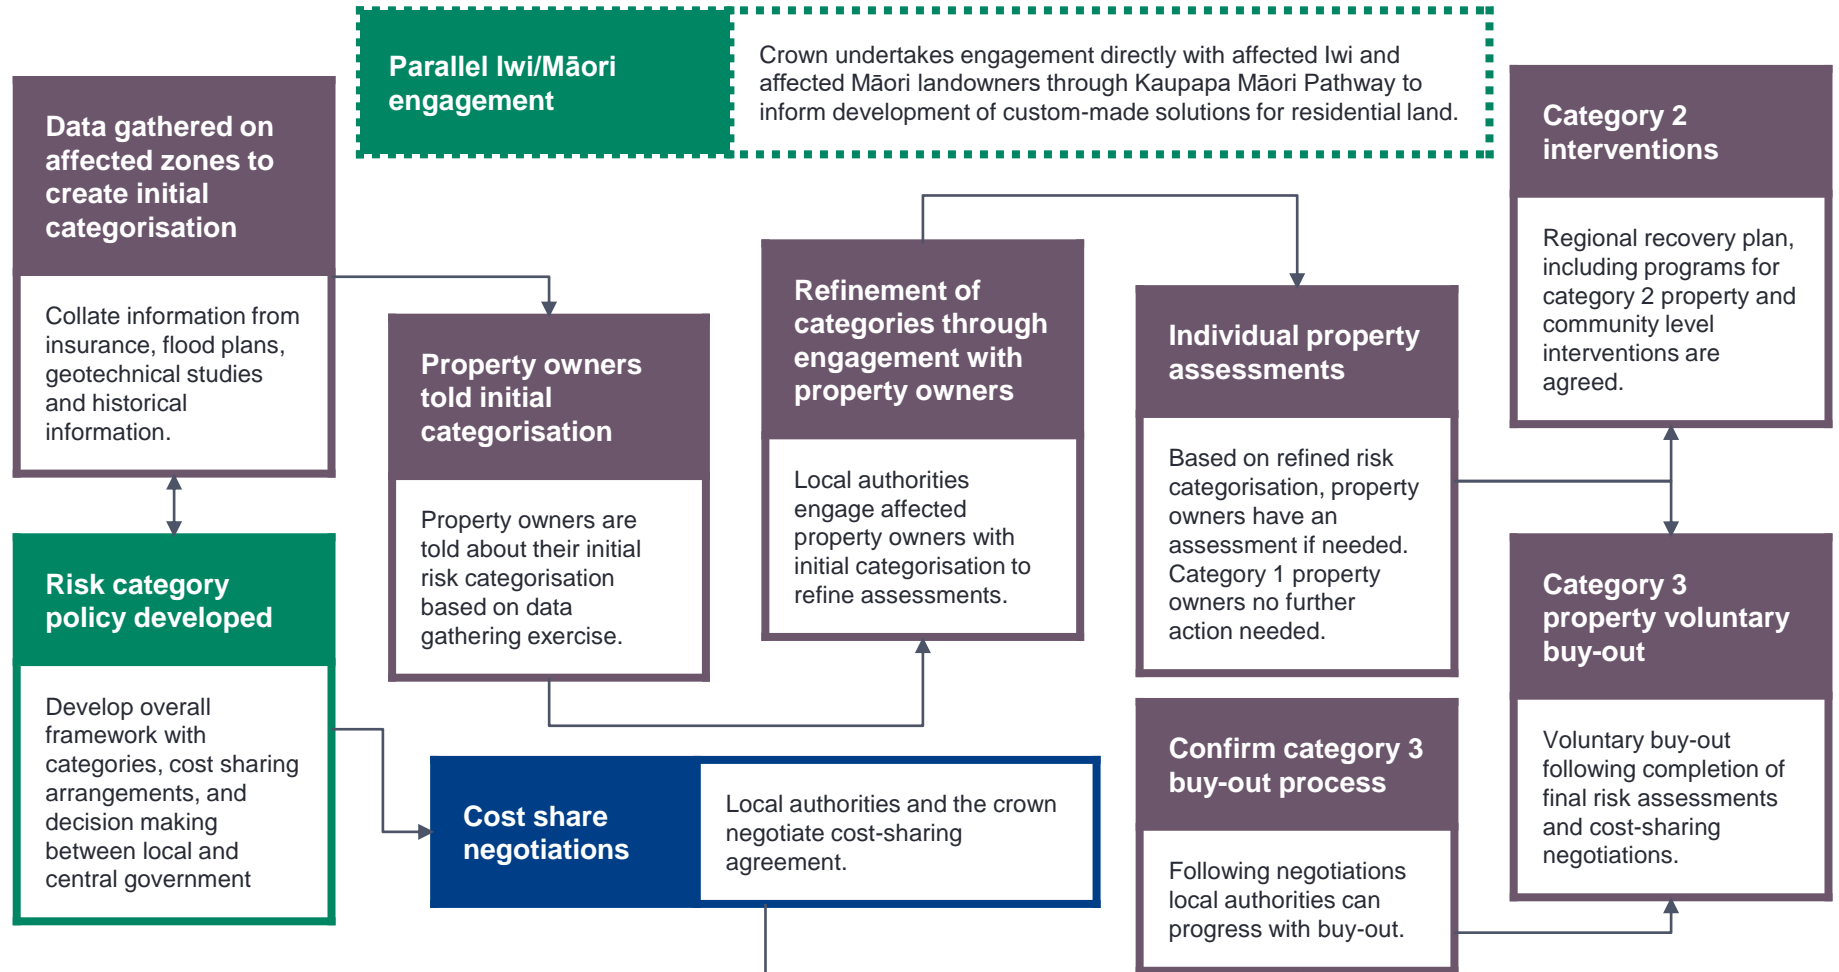 Parallel Iwi/Māori
engagement
Crown undertakes engagement directly with affected Iwi and
affected Māori landowners through Kaupapa Māori Pathway to
inform development of custom-made solutions for residential land.
Data gathered on
affected zones to
create initial
categorisation
Collate information from
insurance, flood plans,
geotechnical studies
and historical
information.
Risk category
policy developed
Develop overall
framework with
categories, cost sharing
arrangements, and
decision making
between local and
central government
Property owners
told initial
categorisation
Property owners are
told about their initial
risk categorisation
based on data
gathering exercise.
Cost share
negotiations
Local authorities and the crown
negotiate cost-sharing
agreement.
Refinement of
categories through
engagement with
property owners
Local authorities
engage affected
property owners with
initial categorisation to
refine assessments.
Individual property
assessments
Based on refined risk
categorisation, property
owners have an
assessment if needed.
Category 1 property
owners no further
action needed.
Confirm category 3
buy-out process
Following negotiations
local authorities can
progress with buy-out.
Category 2
interventions
Regional recovery plan,
including programs for
category 2 property and
community level
interventions are
agreed.
Category 3
property voluntary
buy-out
Voluntary buy-out
following completion of
final risk assessments
and cost-sharing
negotiations.